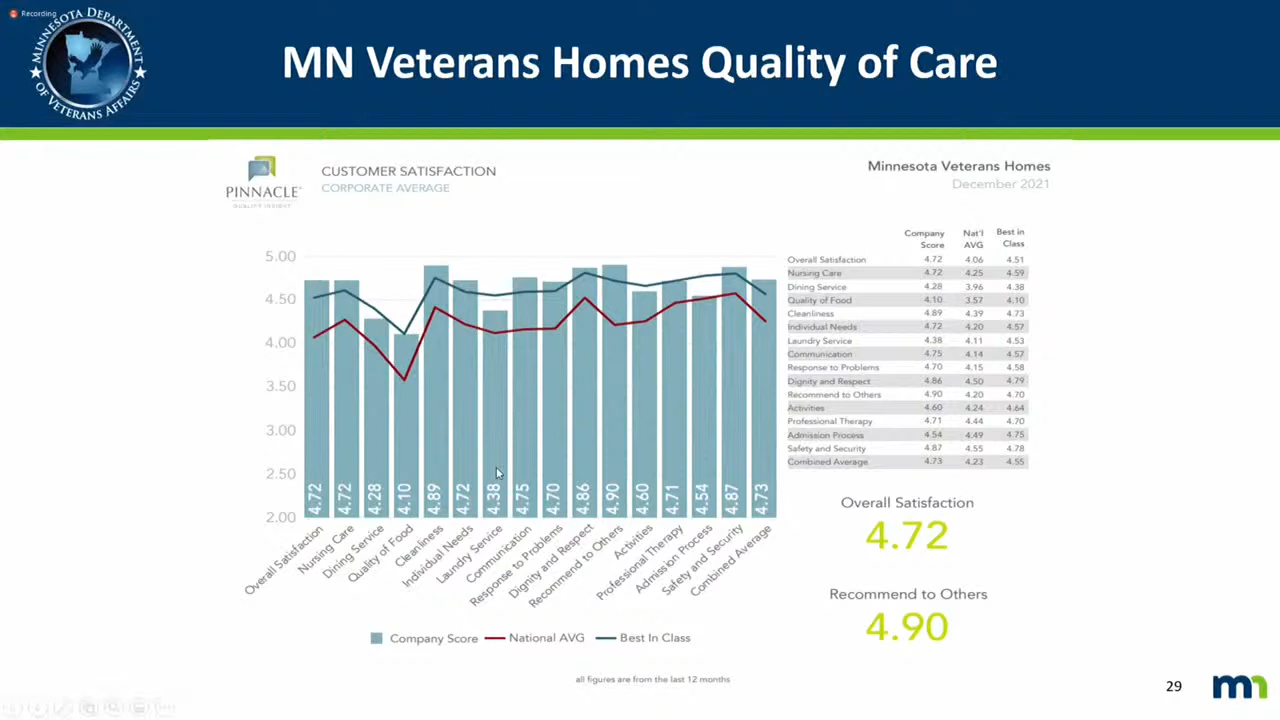 Recording
MINNESOTA DEPARTMENT
OF VETERANS AFFAIRS
MN Veterans Homes Quality of Care
PINNACLE
QUALITY INSIGHT
CUSTOMER SATISFACTION
CORPORATE AVERAGE
Minnesota Veterans Homes
December 2021
5.00
4.50
4.00
3.50
3.00
2.50
2.00
4.72 4.72 4.28 4.10 4.89 4.72 4.38 4.75 4.70 4.86 4.90 4.60 4.71 4.54 4.87 4.73
Overall Satisfaction
Nursing Care
Dining Service
Quality of Food
Cleanliness
Individual Needs
Laundry Service
Communication
Response to Problems
Dignity and Respect
Recommend to Others
Activities
Professional Therapy
Admission Process
Safety and Security
Combined Average
Company Score National AVG Best In Class
Company Nat'l Best in
Score AVG Class
Overall Satisfaction 4.72 4.06 4.51
Nursing Care 4.72 4.25 4.59
Dining Service 4.28 3.96 4.38
Quality of Food 4.10 3.57 4.10
Cleanliness 4.89 4.39 4.73
Individual Needs 4.72 4.20 4.57
Laundry Service 4.38 4.11 4.53
Communication 4.75 4.14 4.57
Response to Problems 4.70 4.15 4.58
Dignity and Respect 4.86 4.50 4.79
Recommend to Others 4.90 4.20 4.70
Activities 4.60 4.24 4.64
Professional Therapy 4.71 4.44 4.70
Admission Process 4.54 4.49 4.75
Safety and Security 4.87 4.55 4.78
Combined Average 4.73 4.23 4.55
Overall Satisfaction
4.72
Recommend to Others
4.90
all figures are from the last 12 months
29
mn